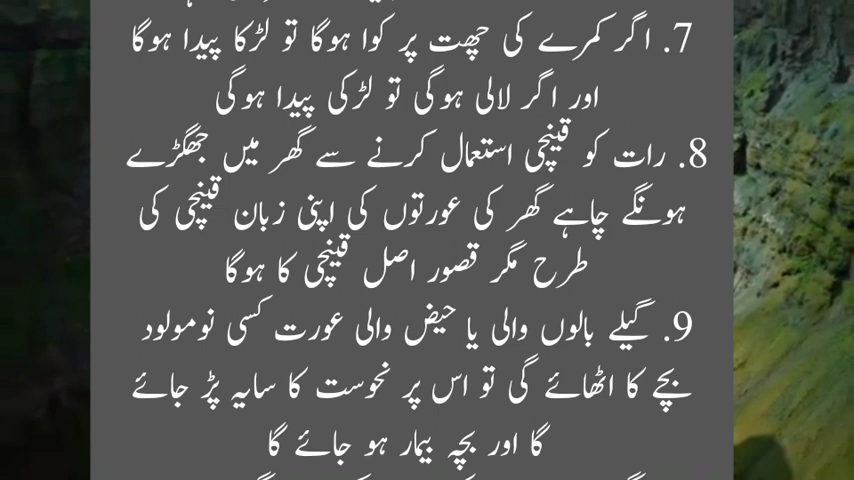 7. اگر کمرے کی چھت پر کوا ہوگا تو لڑکا پیدا ہوگا
اور اگر لالی ہوگی تو لڑکی پیدا ہوگی
8. رات کو قینچی استعمال کرنے سے گھر میں جھگڑے
ہونگے چاہے گھر کی عورتوں کی اپنی زبان قینچی کی
طرح مگر قصور اصل قینچی کا ہوگا
9. گیلے بالوں والی یا حیض والی عورت کسی نومولود
بچے کا اٹھائے گی تو اس پر نحوست کا سایہ پڑ جائے
گا اور بچہ بیمار ہو جائے گا